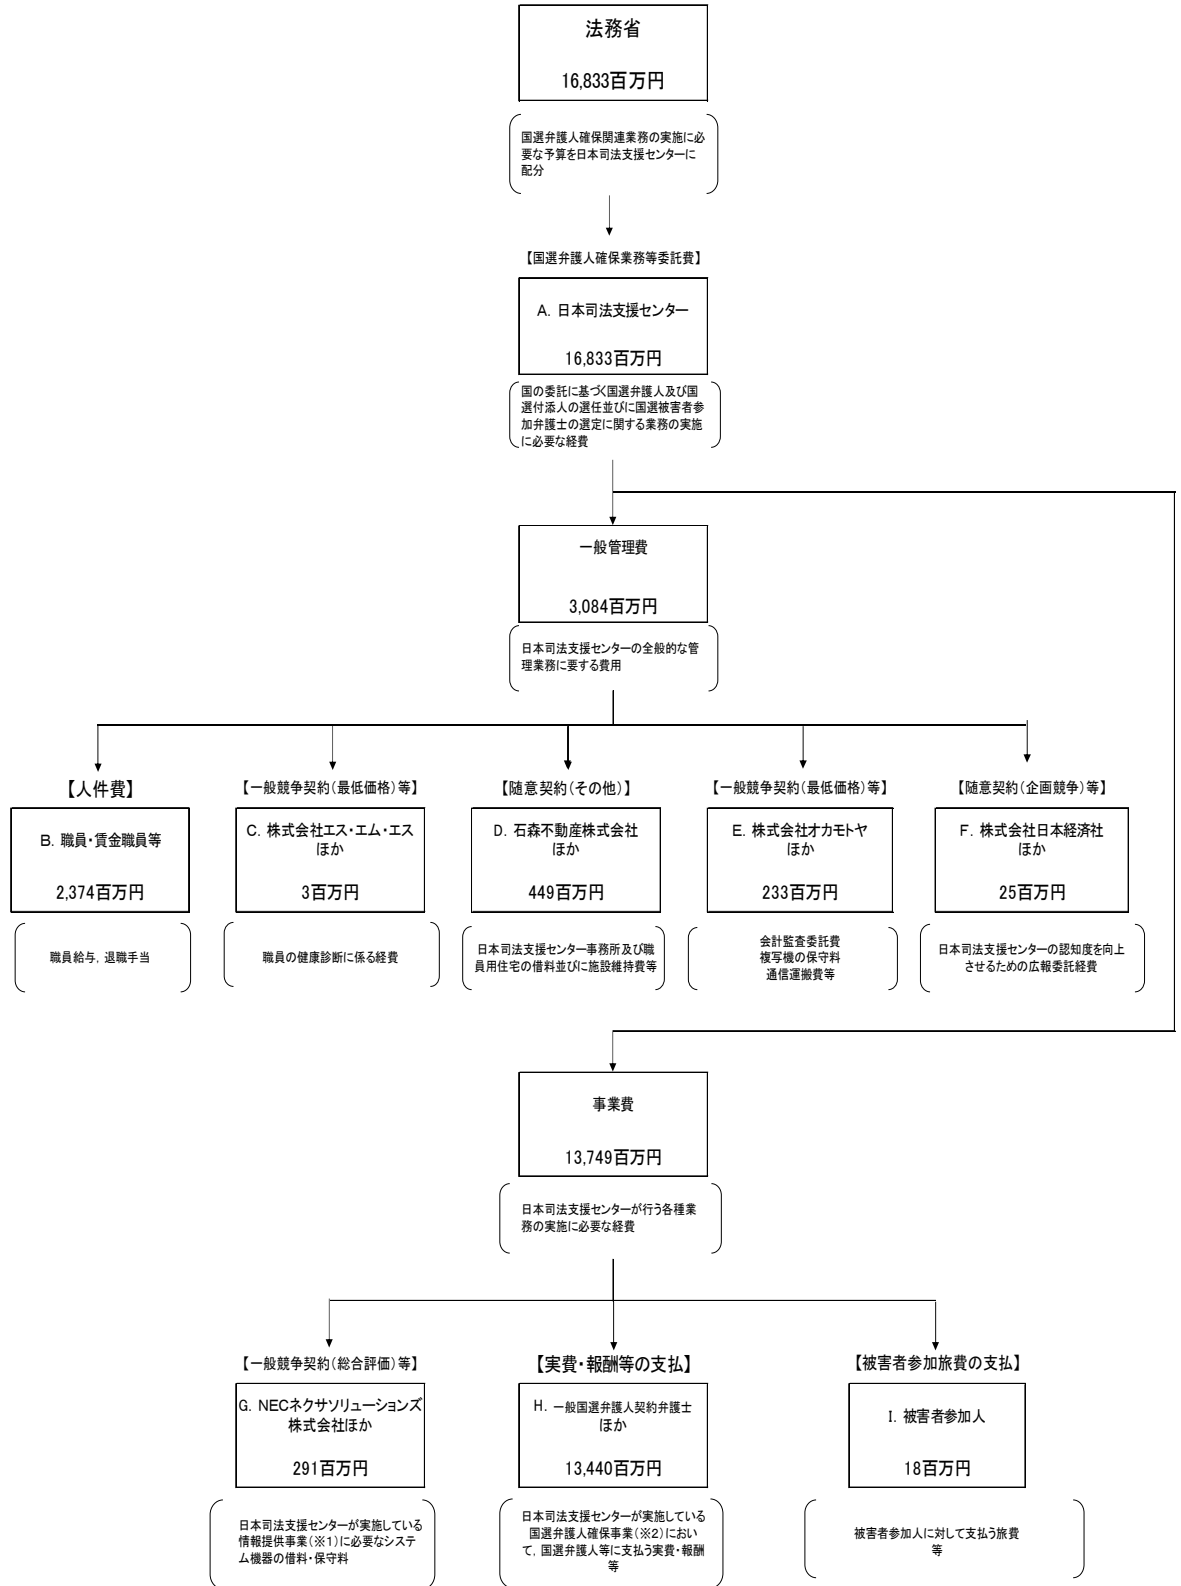 法務省
16,833百万円
国選弁護人確保関連業務の実施に必
要な予算を日本司法支援センターに
配分
【国選弁護人確保業務等委託費】
A. 日本司法支援センター
16,833百万円
国の委託に基づく国選弁護人及び国
選付添人の選任並びに国選被害者参
加弁護士の選定に関する業務の実施
に必要な経費
一般管理費
3,084百万円
日本司法支援センターの全般的な管
理業務に要する費用
【人件費】
B. 職員・賃金職員等
2,374百万円
職員給与，退職手当
【一般競争契約(最低価格)等】
C. 株式会社エス・エム・エス
ほか
3百万円
職員の健康診断に係る経費
【随意契約(その他)】
D. 石森不動産株式会社
ほか
449百万円
日本司法支援センター事務所及び職
員用住宅の借料並びに施設維持費等
【一般競争契約(最低価格)等】
E. 株式会社オカモトヤ
ほか
233百万円
会計監査委託費
複写機の保守料
通信運搬費等
【随意契約(企画競争)等】
F. 株式会社日本経済社
ほか
25百万円
日本司法支援センターの認知度を向上
させるための広報委託経費
事業費
13,749百万円
日本司法支援センターが行う各種業
務の実施に必要な経費
【一般競争契約(総合評価)等】
G. NECネクサソリューションズ
株式会社ほか
291百万円
日本司法支援センターが実施している
情報提供事業(※1)に必要なシステ
ム機器の借料・保守料
【実費・報酬等の支払】
H. 一般国選弁護人契約弁護士
ほか
13,440百万円
日本司法支援センターが実施している
国選弁護人確保事業(※2)におい
て，国選弁護人等に支払う実費・報酬
等
【被害者参加旅費の支払】
I. 被害者参加人
18百万円
被害者参加人に対して支払う旅費
等